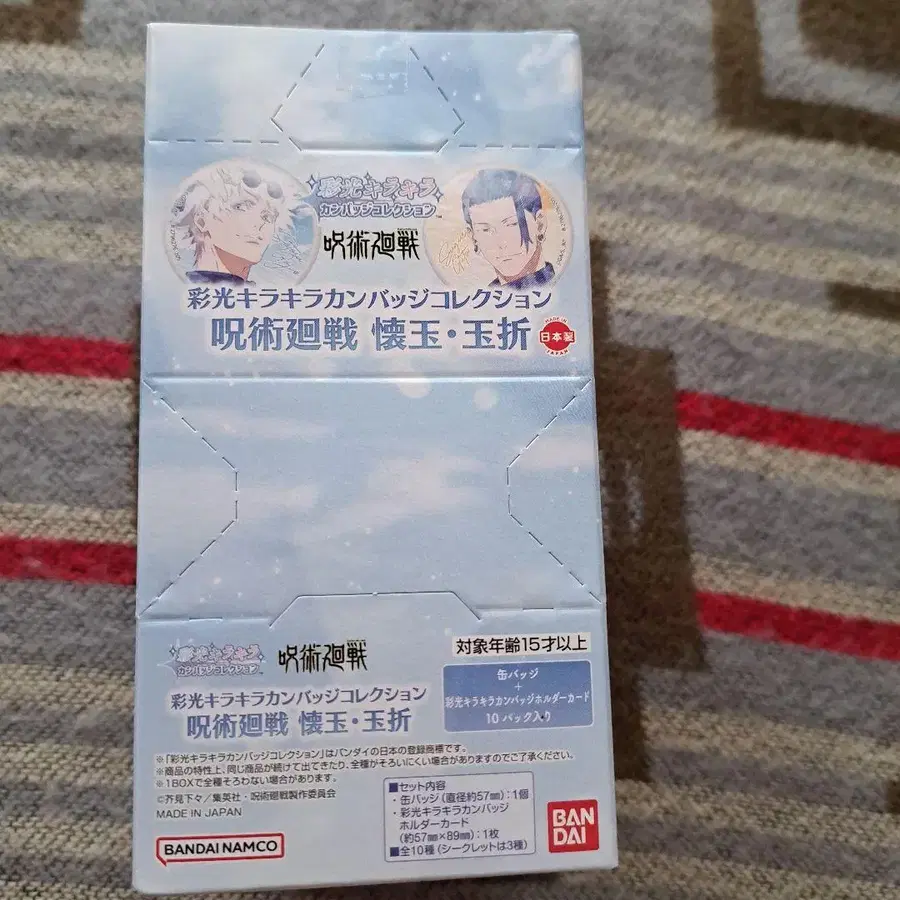 彩光キラキラ
カンバッジコレクション
呪術廻戦
彩光キラキラカンバッジコレクション
呪術廻戦 懐玉・玉折
MADE IN
日本製
JAPAN
彩光キラキラ
カンバッジコレクション
呪術廻戦
対象年齢15才以上
彩光キラキラカンバッジコレクション
呪術廻戦 懐玉・玉折
缶バッジ
+
彩光キラキラカンバッジホルダーカード
10パック入り
※「彩光キラキラカンバッジコレクション」はバンダイの日本の登録商標です。
※商品の特性上、同じ商品が続けて出てきたり、全種がそろいにくい場合がありますのでご了承ください。
※1BOXで全種そろわない場合があります。
©芥見下々/集英社・呪術廻戦製作委員会
MADE IN JAPAN
BANDAI NAMCO
■セット内容
・缶バッジ(直径約57㎜):1個
・彩光キラキラカンバッジ
ホルダーカード
(約57㎜×89㎜):1枚
■全10種(シークレットは3種)
BAN
DAI